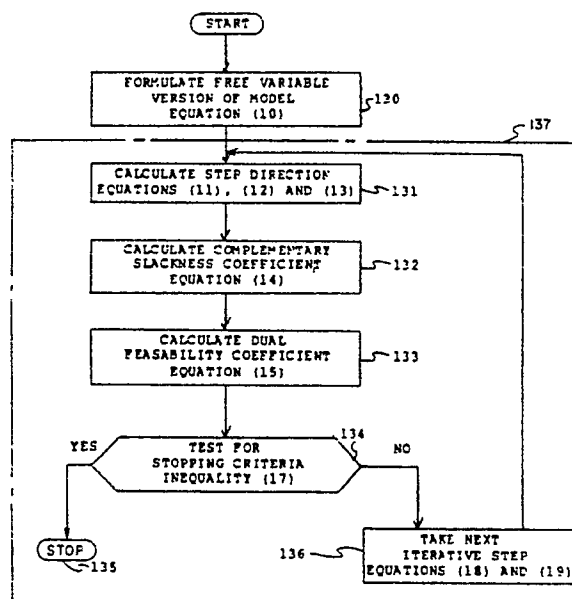 START
FORMULATE FREE VARIABLE
VERSION OF MODEL
EQUATION (10)
120
137
CALCULATE STEP DIRECTION
EQUATIONS (11), (12) AND (13)
131
CALCULATE COMPLEMENTARY
SLACKNESS COEFFICIENT
EQUATION (14)
132
CALCULATE DUAL
FEASABILITY COEFFICIENT
EQUATION (15)
133
YES
TEST FOR
STOPPING CRITERIA
INEQUALITY (17)
134
NO
STOP
135
136
TAKE NEXT
ITERATIVE STEP
EQUATIONS (18) AND (19)